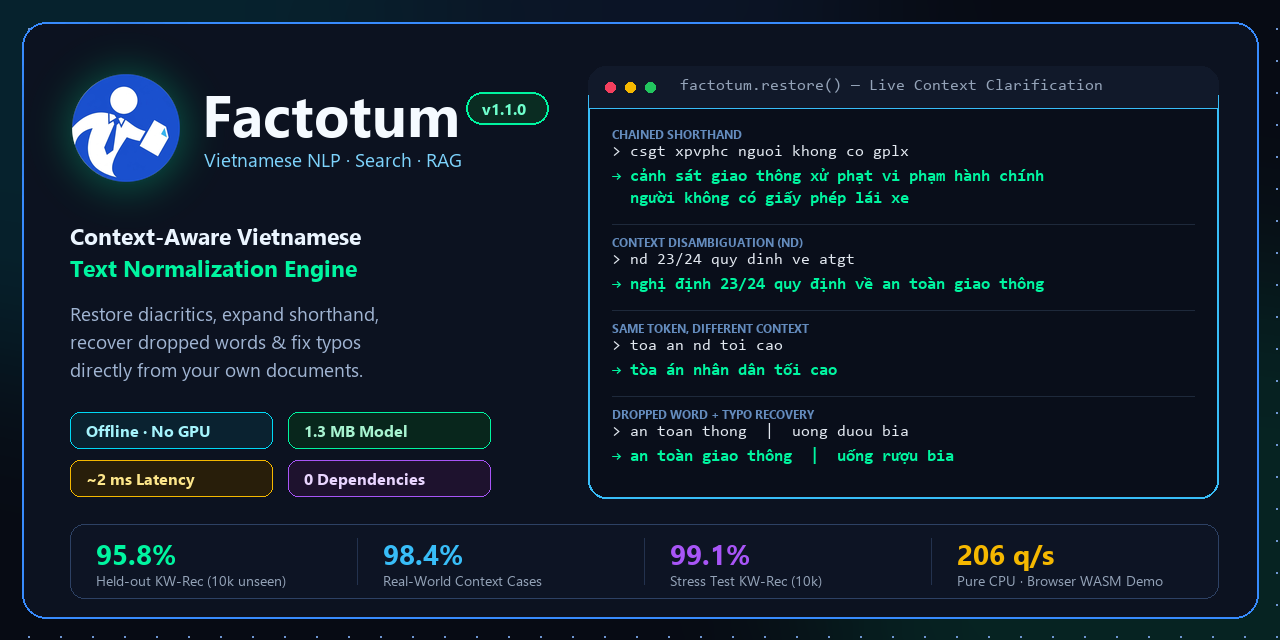 Factotum
v1.1.0
Vietnamese NLP · Search · RAG
Context-Aware Vietnamese
Text Normalization Engine
Restore diacritics, expand shorthand,
recover dropped words & fix typos
directly from your own documents.
Offline · No GPU
1.3 MB Model
~2 ms Latency
0 Dependencies
factotum.restore() — Live Context Clarification
CHAINED SHORTHAND
> csgt xpvphc nguoi khong co gplx
→ cảnh sát giao thông xử phạt vi phạm hành chính
người không có giấy phép lái xe
CONTEXT DISAMBIGUATION (ND)
> nd 23/24 quy dinh ve atgt
→ nghị định 23/24 quy định về an toàn giao thông
SAME TOKEN, DIFFERENT CONTEXT
> toa an nd toi cao
→ tòa án nhân dân tối cao
DROPPED WORD + TYPO RECOVERY
> an toan thong | uong duou bia
→ an toàn giao thông | uống rượu bia
95.8%
Held-out KW-Rec (10k unseen)
98.4%
Real-World Context Cases
99.1%
Stress Test KW-Rec (10k)
206 q/s
Pure CPU · Browser WASM Demo